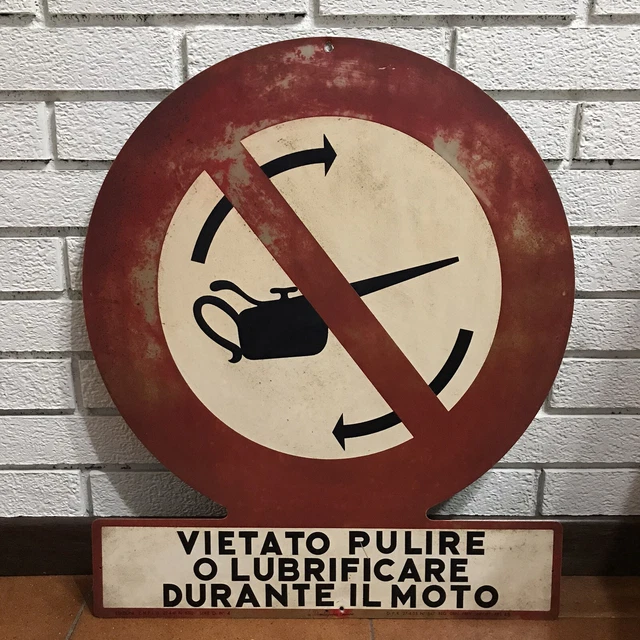 VIETATO PULIRE
O LUBRIFICARE
DURANTE IL MOTO